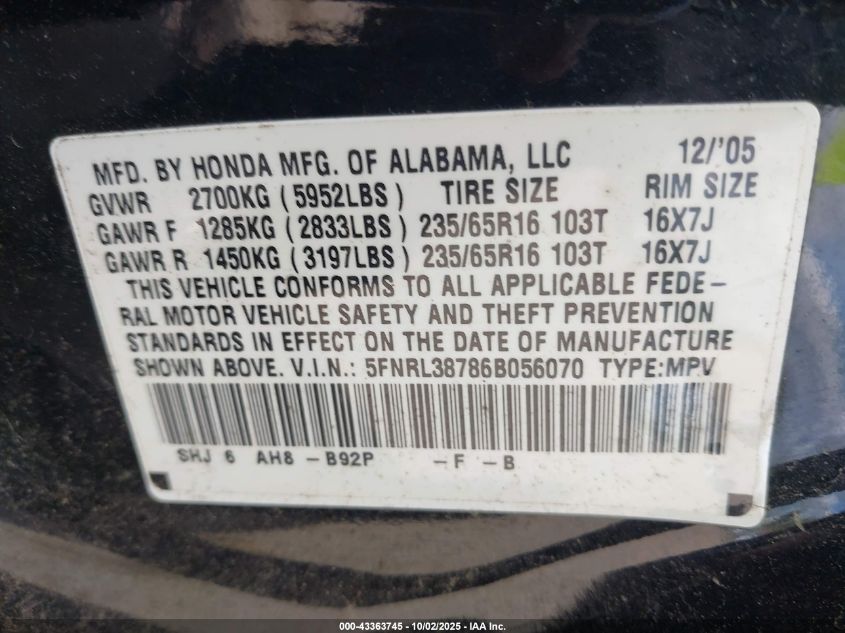 MFD. BY HONDA MFG. OF ALABAMA, LLC 12/'05
GVWR 2700KG (5952LBS) TIRE SIZE RIM SIZE
GAWR F 1285KG (2833LBS) 235/65R16 103T 16X7J
GAWR R 1450KG (3197LBS) 235/65R16 103T 16X7J
THIS VEHICLE CONFORMS TO ALL APPLICABLE FEDE-
RAL MOTOR VEHICLE SAFETY AND THEFT PREVENTION
STANDARDS IN EFFECT ON THE DATE OF MANUFACTURE
SHOWN ABOVE. V.I.N.: 5FNRL38786B056070 TYPE:MPV
SHJ 6 AH8 -B92P -F -B
000-43363745 - 10/02/2025 - IAA Inc.